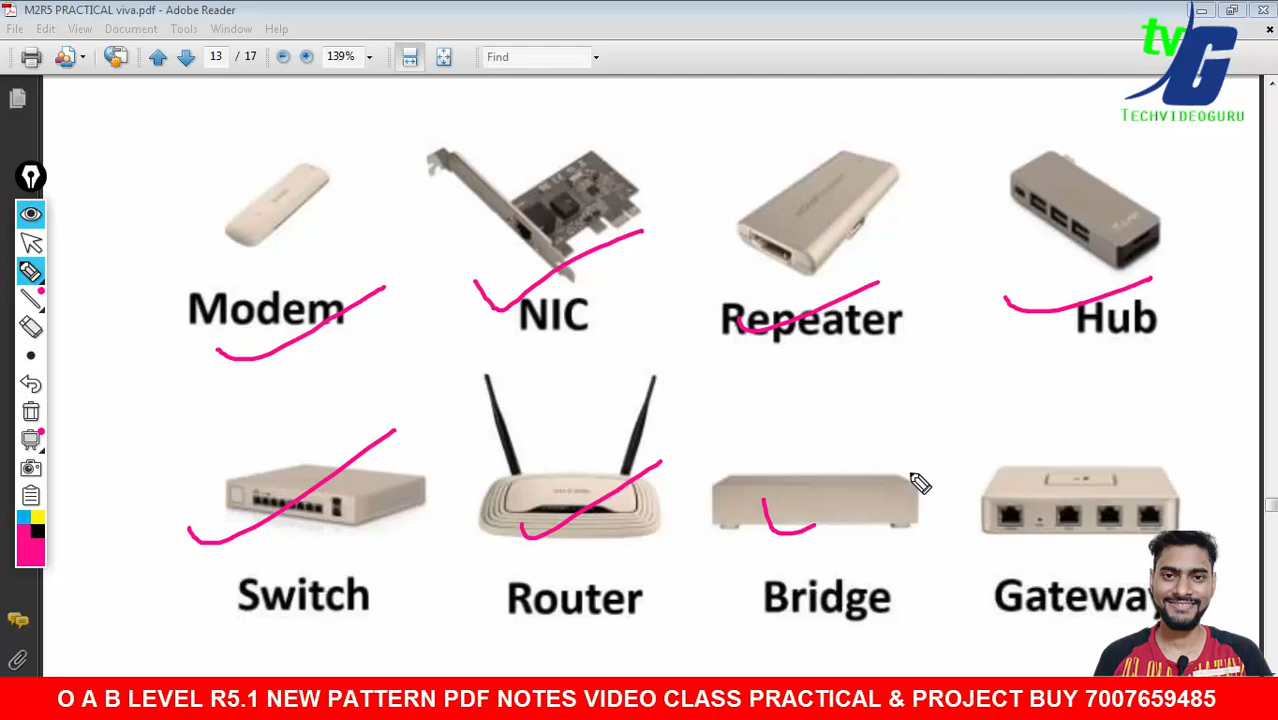 M2R5 PRACTICAL viva.pdf - Adobe Reader
File Edit View Document Tools Window Help
13 / 17 139% Find
tv G
TECHVIDEOGURU
Modem NIC Repeater Hub
Switch Router Bridge Gateway
O A B LEVEL R5.1 NEW PATTERN PDF NOTES VIDEO CLASS PRACTICAL & PROJECT BUY 7007659485